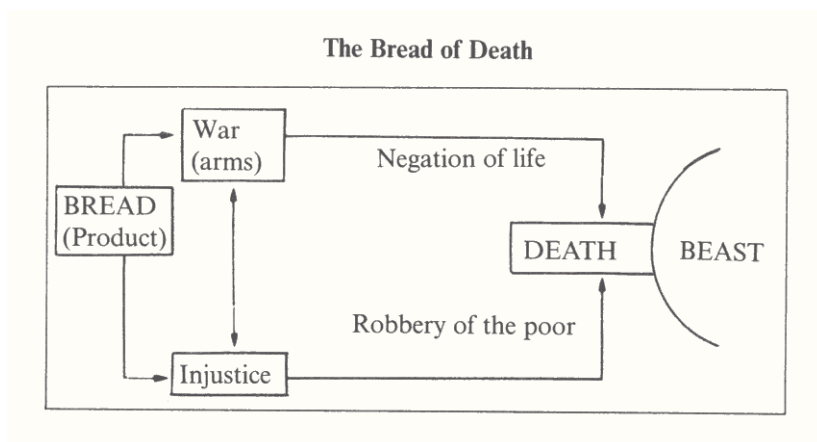 The Bread of Death
War
(arms)
Negation of life
BREAD
(Product)
DEATH
BEAST
Robbery of the poor
Injustice